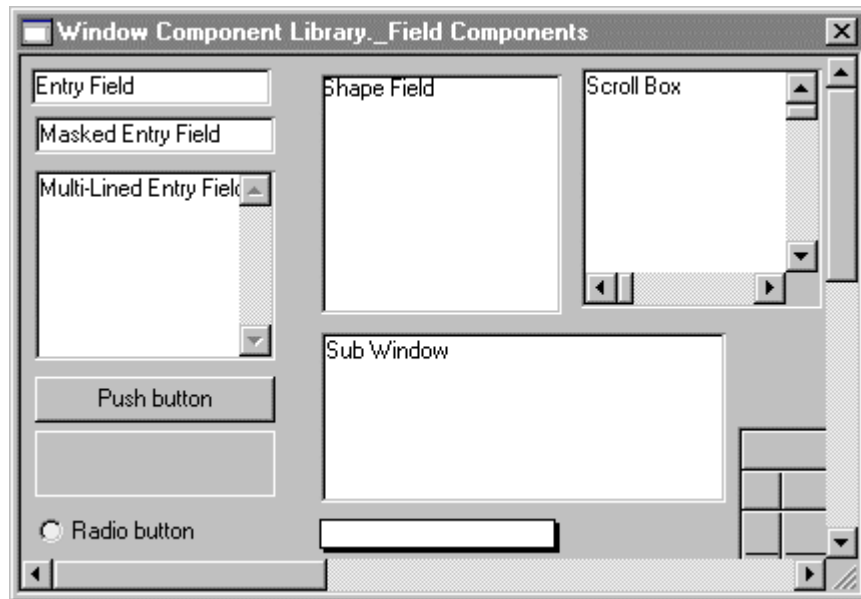 Window Component Library._Field Components
Entry Field
Masked Entry Field
Multi-Lined Entry Field
Push button
Radio button
Shape Field
Sub Window
Scroll Box